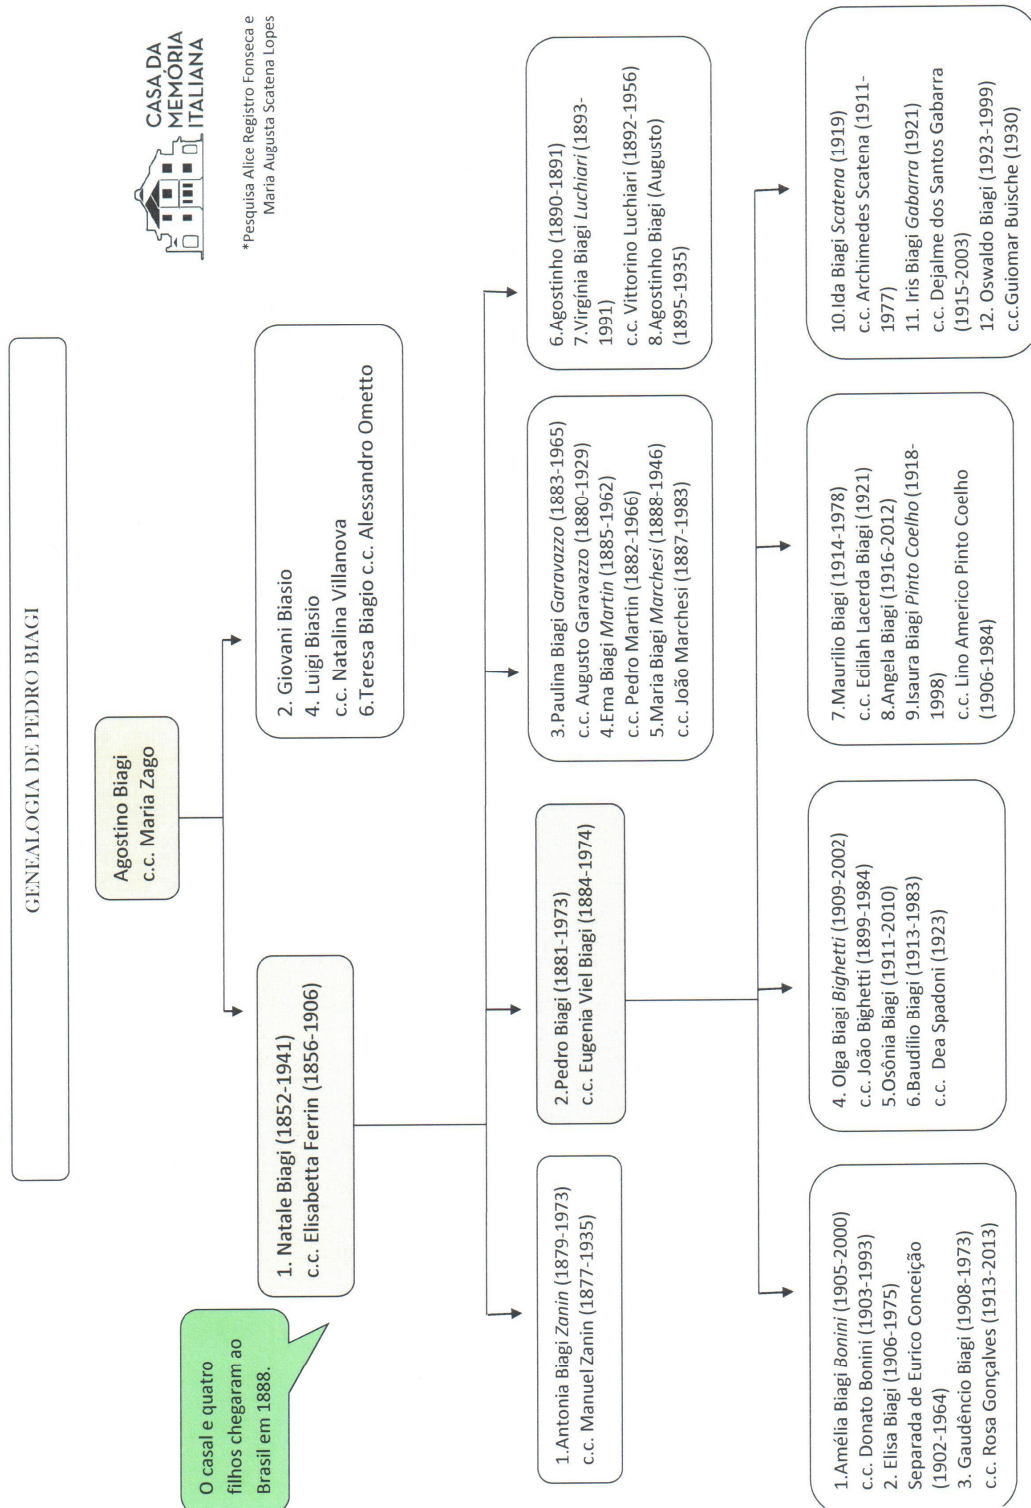 GENEALOGIA DE PEDRO BIAGI
CASA DA
MEMÓRIA
ITALIANA
*Pesquisa Alice Registro Fonseca e
Maria Augusta Scatena Lopes
Agostino Biagi
c.c. Maria Zago
O casal e quatro
filhos chegaram ao
Brasil em 1888.
1. Natale Biagi (1852-1941)
c.c. Elisabetta Ferrin (1856-1906)
2. Giovani Biasio
4. Luigi Biasio
c.c. Natalina Villanova
6.Teresa Biagio c.c. Alessandro Ometto
1.Antonia Biagi Zanin (1879-1973)
c.c. Manuel Zanin (1877-1935)
2.Pedro Biagi (1881-1973)
c.c. Eugenia Viel Biagi (1884-1974)
3.Paulina Biagi Garavazzo (1883-1965)
c.c. Augusto Garavazzo (1880-1929)
4.Ema Biagi Martin (1885-1962)
c.c. Pedro Martin (1882-1966)
5.Maria Biagi Marchesi (1888-1946)
c.c. João Marchesi (1887-1983)
6.Agostinho (1890-1891)
7.Virgínia Biagi Luchiari (1893-
1991)
c.c. Vittorino Luchiari (1892-1956)
8.Agostinho Biagi (Augusto)
(1895-1935)
1.Amélia Biagi Bonini (1905-2000)
c.c. Donato Bonini (1903-1993)
2. Elisa Biagi (1906-1975)
Separada de Eurico Conceição
(1902-1964)
3. Gaudêncio Biagi (1908-1973)
c.c. Rosa Gonçalves (1913-2013)
4. Olga Biagi Bighetti (1909-2002)
c.c. João Bighetti (1899-1984)
5.Osônia Biagi (1911-2010)
6.Baudílio Biagi (1913-1983)
c.c. Dea Spadoni (1923)
7.Maurilio Biagi (1914-1978)
c.c. Edilah Lacerda Biagi (1921)
8.Angela Biagi (1916-2012)
9.Isaura Biagi Pinto Coelho (1918-
1998)
c.c. Lino Americo Pinto Coelho
(1906-1984)
10.Ida Biagi Scatena (1919)
c.c. Archimedes Scatena (1911-
1977)
11. Iris Biagi Gabarra (1921)
c.c. Dejalme dos Santos Gabarra
(1915-2003)
12. Oswaldo Biagi (1923-1999)
c.c.Guiomar Buische (1930)